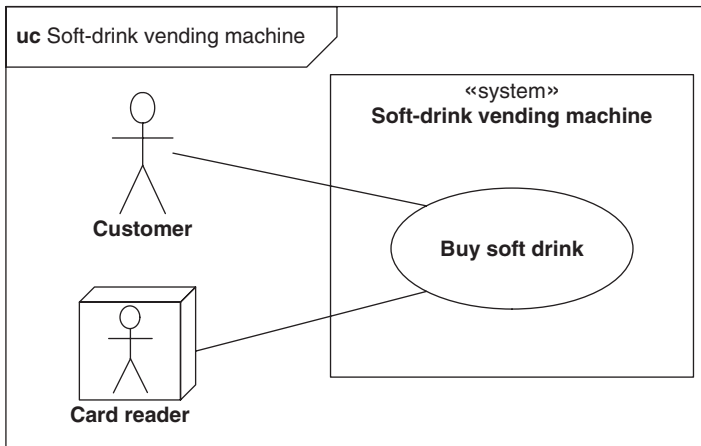 uc Soft-drink vending machine
«system»
Soft-drink vending machine
Customer
Buy soft drink
Card reader